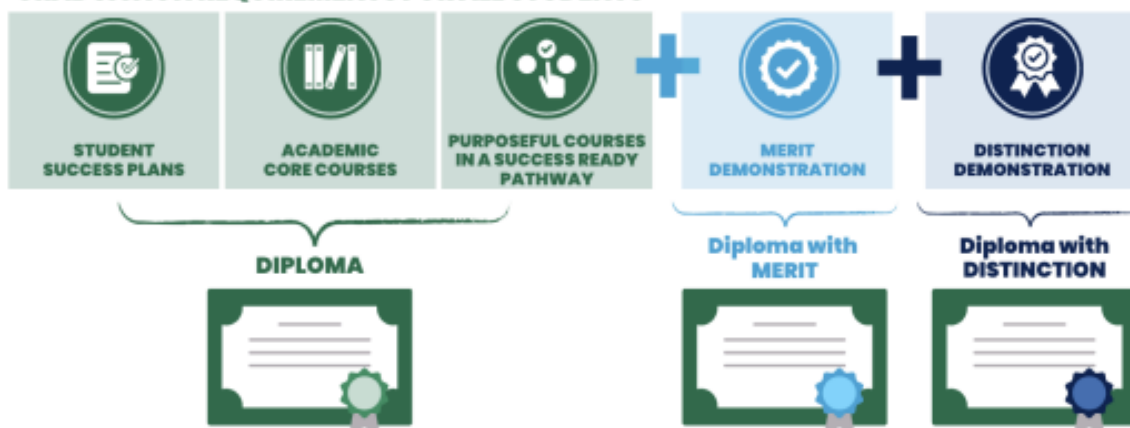 STUDENT
SUCCESS PLANS
ACADEMIC
CORE COURSES
PURPOSEFUL COURSES
IN A SUCCESS READY
PATHWAY
MERIT
DEMONSTRATION
DISTINCTION
DEMONSTRATION
DIPLOMA
Diploma with
MERIT
Diploma with
DISTINCTION